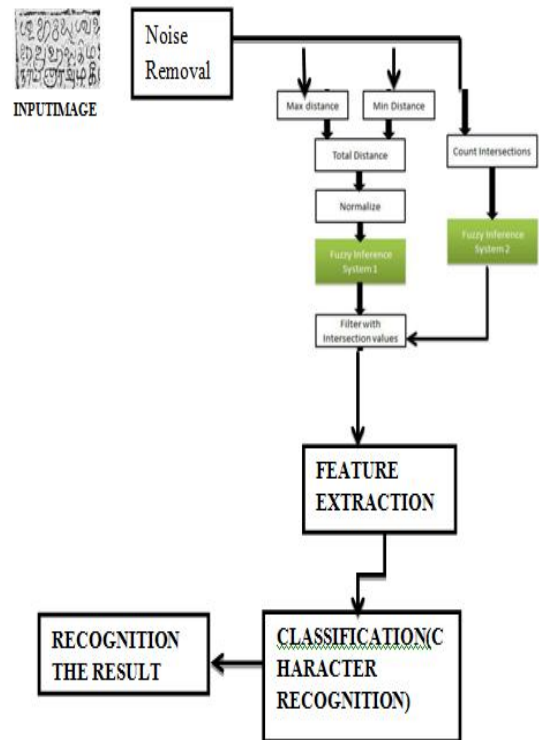 INPUTIMAGE
Noise
Removal
Max distance
Min Distance
Total Distance
Count Intersections
Normalize
Fuzzy Inference
System 1
Fuzzy Inference
System 2
Filter with
Intersection values
FEATURE
EXTRACTION
CLASSIFICATION(C
HARACTER
RECOGNITION)
RECOGNITION
THE RESULT